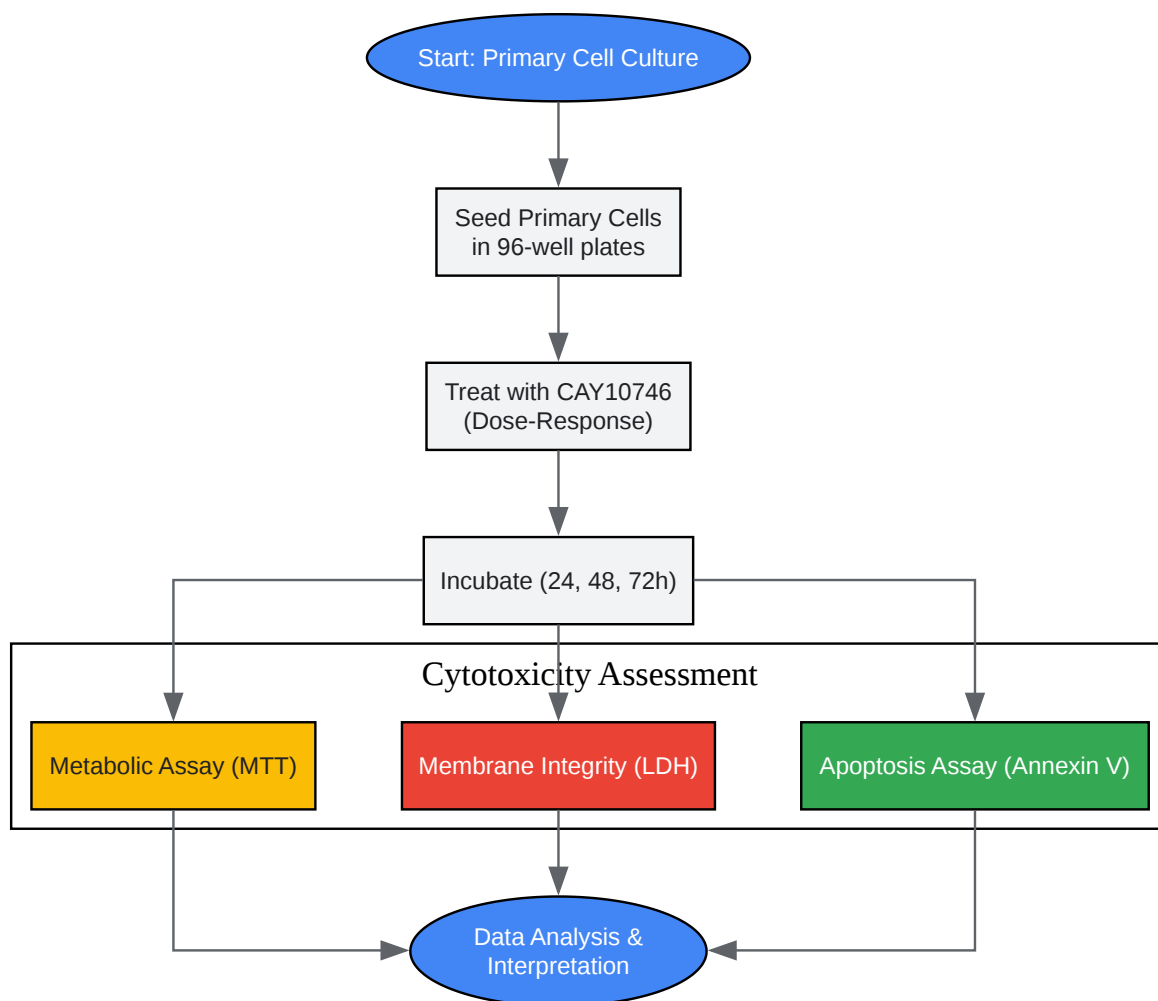 Start: Primary Cell Culture
Seed Primary Cells
in 96-well plates
Treat with CAY10746
(Dose-Response)
Incubate (24, 48, 72h)
Cytotoxicity Assessment
Metabolic Assay (MTT)
Membrane Integrity (LDH)
Apoptosis Assay (Annexin V)
Data Analysis &
Interpretation